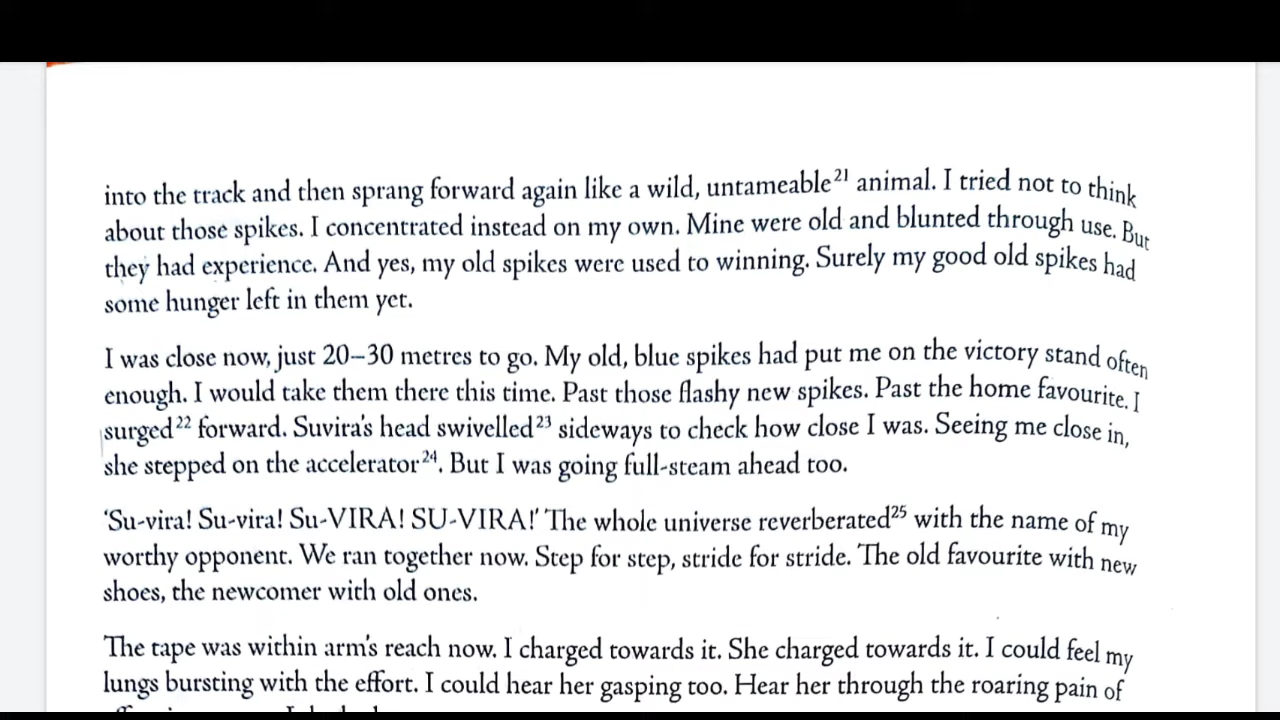 into the track and then sprang forward again like a wild, untameable²¹ animal. I tried not to think
about those spikes. I concentrated instead on my own. Mine were old and blunted through use. But
they had experience. And yes, my old spikes were used to winning. Surely my good old spikes had
some hunger left in them yet.
I was close now, just 20–30 metres to go. My old, blue spikes had put me on the victory stand often
enough. I would take them there this time. Past those flashy new spikes. Past the home favourite. I
surged²² forward. Suvira's head swivelled²³ sideways to check how close I was. Seeing me close in,
she stepped on the accelerator²⁴. But I was going full-steam ahead too.
‘Su-vira! Su-vira! Su-VIRA! SU-VIRA!’ The whole universe reverberated²⁵ with the name of my
worthy opponent. We ran together now. Step for step, stride for stride. The old favourite with new
shoes, the newcomer with old ones.
The tape was within arm's reach now. I charged towards it. She charged towards it. I could feel my
lungs bursting with the effort. I could hear her gasping too. Hear her through the roaring pain of